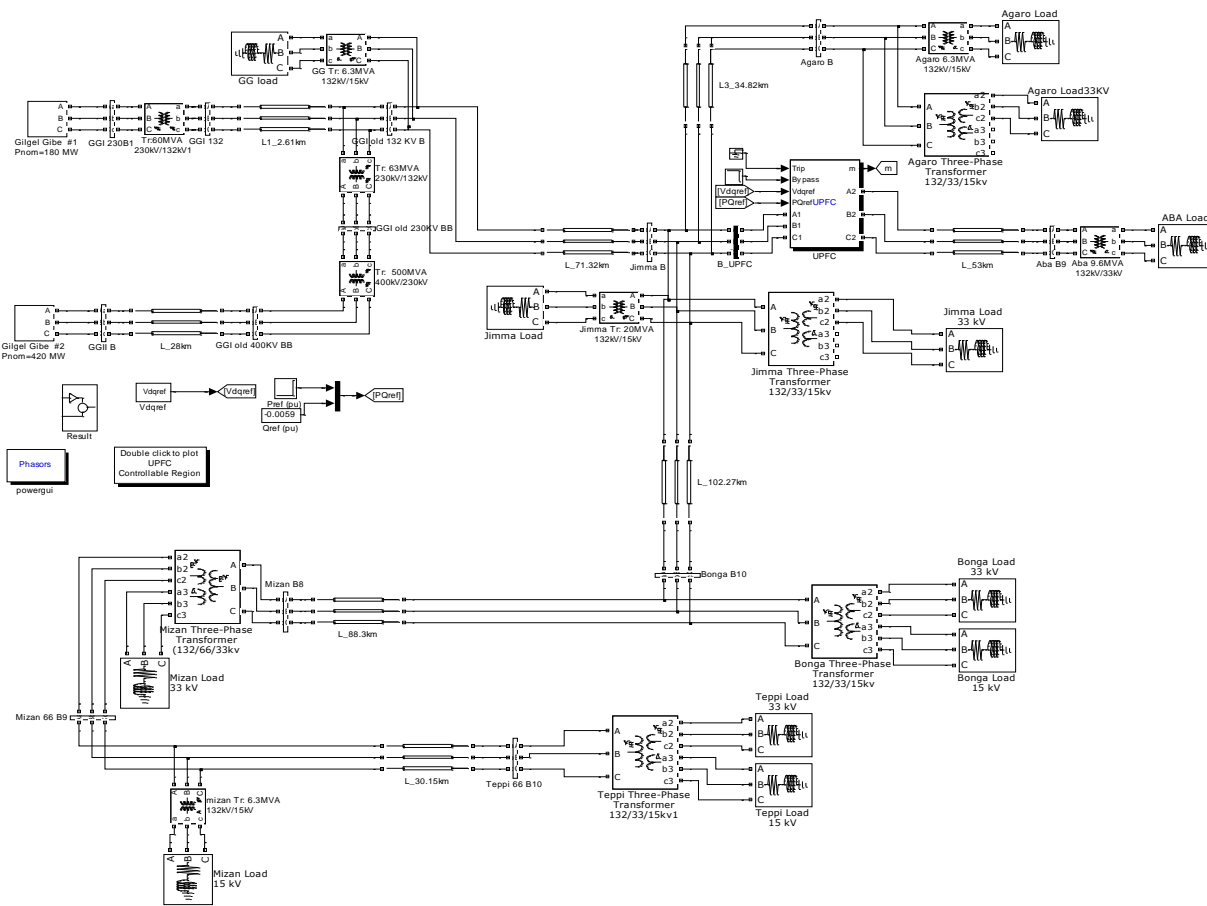 Agaro Load
A
B
C
a
b
c
A
B
C
GG load
GG Tr: 6.3MVA
132kV/15kV
Agaro B
Agaro 6.3MVA
132kV/15kV
L3_34.82km
Agaro Load33KV
a2
b2
c2
a3
b3
c3
Agaro Three-Phase
Transformer
132/33/15kv
Gilgel Gibe #1
Pnom=180 MW
GGI 230B1
Tr:60MVA
230kV/132kV1
GGI 132
L1_2.61km
GGI old 132 KV B
Tr: 63MVA
230kV/132kV
GGI old 230KV BB
Tr: 500MVA
400kV/230kV
Trip
Bypass
Vdqref
PQref
UPFC
A1
B1
C1
m
A2
B2
C2
m
[Vdqref]
[PQref]
UPFC
L_71.32km
Jimma B
B_UPFC
L_53km
Aba B9
Aba 9.6MVA
132kV/33kV
ABA Load
Gilgel Gibe #2
Pnom=420 MW
GGII B
L_28km
GGI old 400KV BB
Jimma Load
Jimma Tr: 20MVA
132kV/15kV
Jimma Three-Phase
Transformer
132/33/15kv
Jimma Load
33 kV
Result
Vdqref
Vdqref
[Vdqref]
Pref (pu)
-0.0059
Qref (pu)
[PQref]
Phasors
powergui
Double click to plot
UPFC
Controllable Region
L_102.27km
Bonga B10
Mizan Three-Phase
Transformer
(132/66/33kv
Mizan B8
L_88.3km
Bonga Three-Phase
Transformer
132/33/15kv
Bonga Load
33 kV
Bonga Load
15 kV
Mizan Load
33 kV
Mizan 66 B9
L_30.15km
Teppi 66 B10
Teppi Three-Phase
Transformer
132/33/15kv1
Teppi Load
33 kV
Teppi Load
15 kV
mizan Tr. 6.3MVA
132kV/15kV
Mizan Load
15 kV